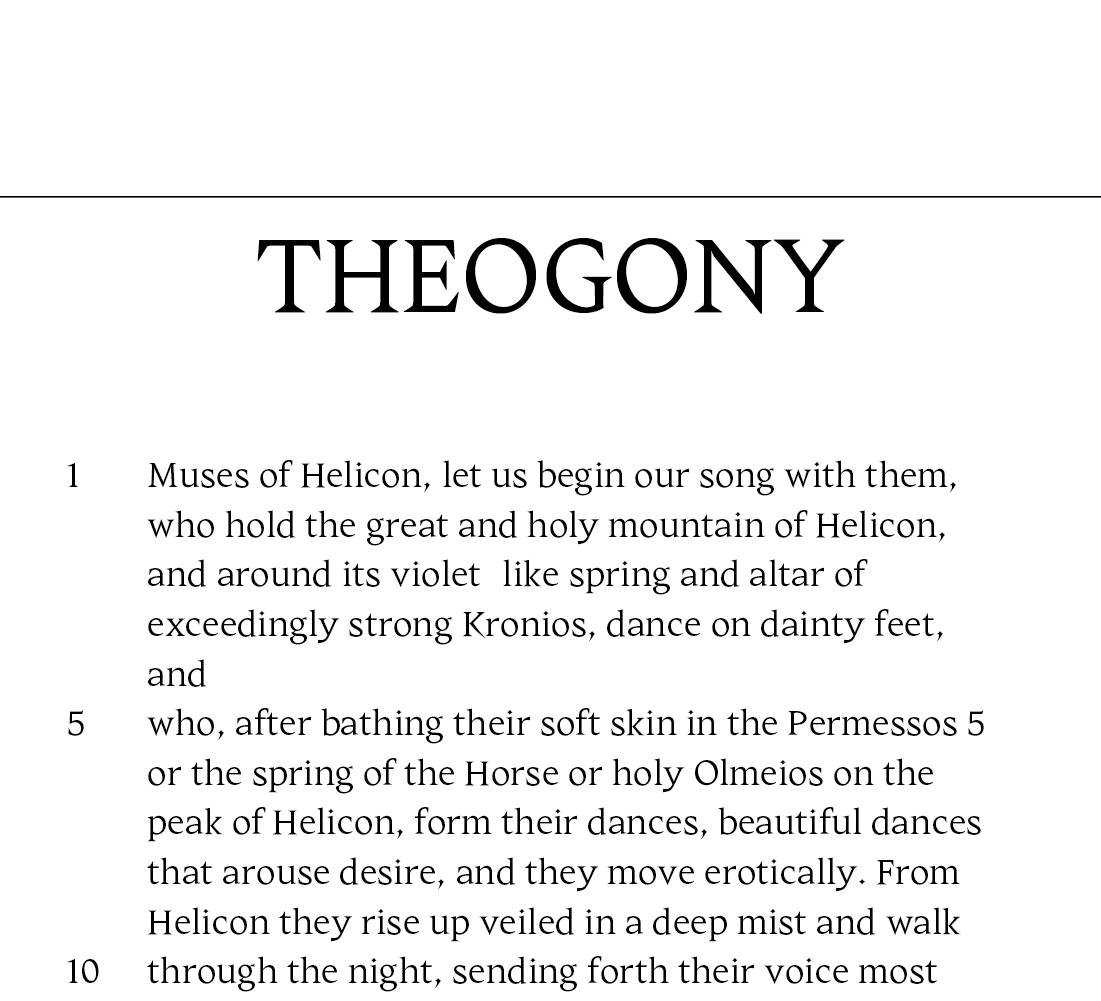 THEOGONY
1 Muses of Helicon, let us begin our song with them,
who hold the great and holy mountain of Helicon,
and around its violet like spring and altar of
exceedingly strong Kronios, dance on dainty feet,
and
5 who, after bathing their soft skin in the Permessos 5
or the spring of the Horse or holy Olmeios on the
peak of Helicon, form their dances, beautiful dances
that arouse desire, and they move erotically. From
Helicon they rise up veiled in a deep mist and walk
10 through the night, sending forth their voice most